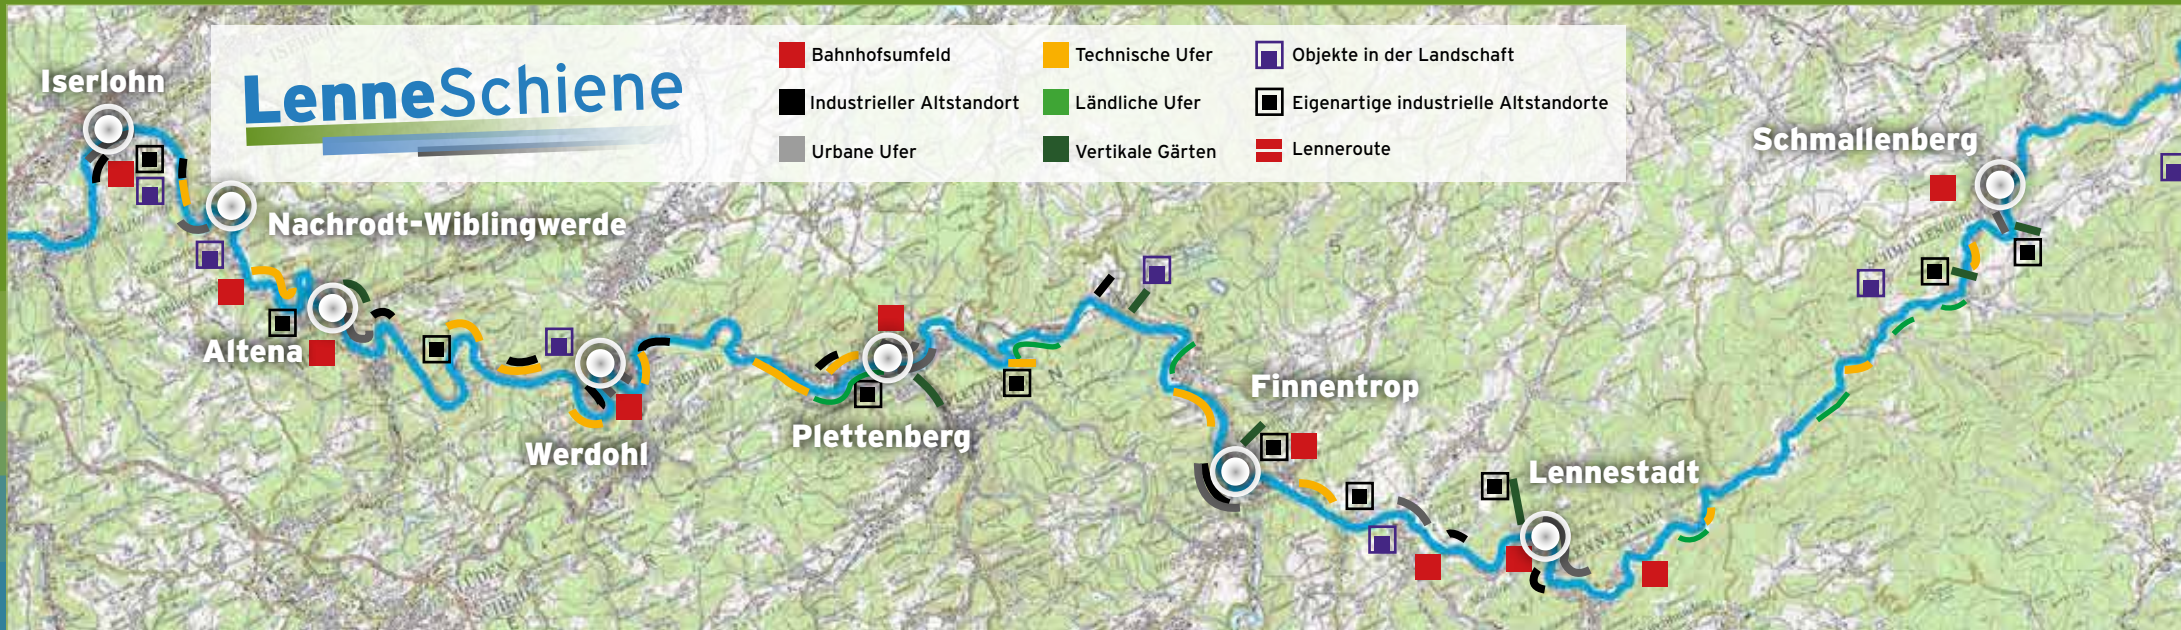 LenneSchiene
Bahnhofsumfeld
Industrieller Altstandort
Urbane Ufer
Technische Ufer
Ländliche Ufer
Vertikale Gärten
Objekte in der Landschaft
Eigenartige industrielle Altstandorte
Lenneroute
Iserlohn
Nachrodt-Wiblingwerde
Altena
Werdohl
Plettenberg
Finnentrop
Lennestadt
Schmallenberg